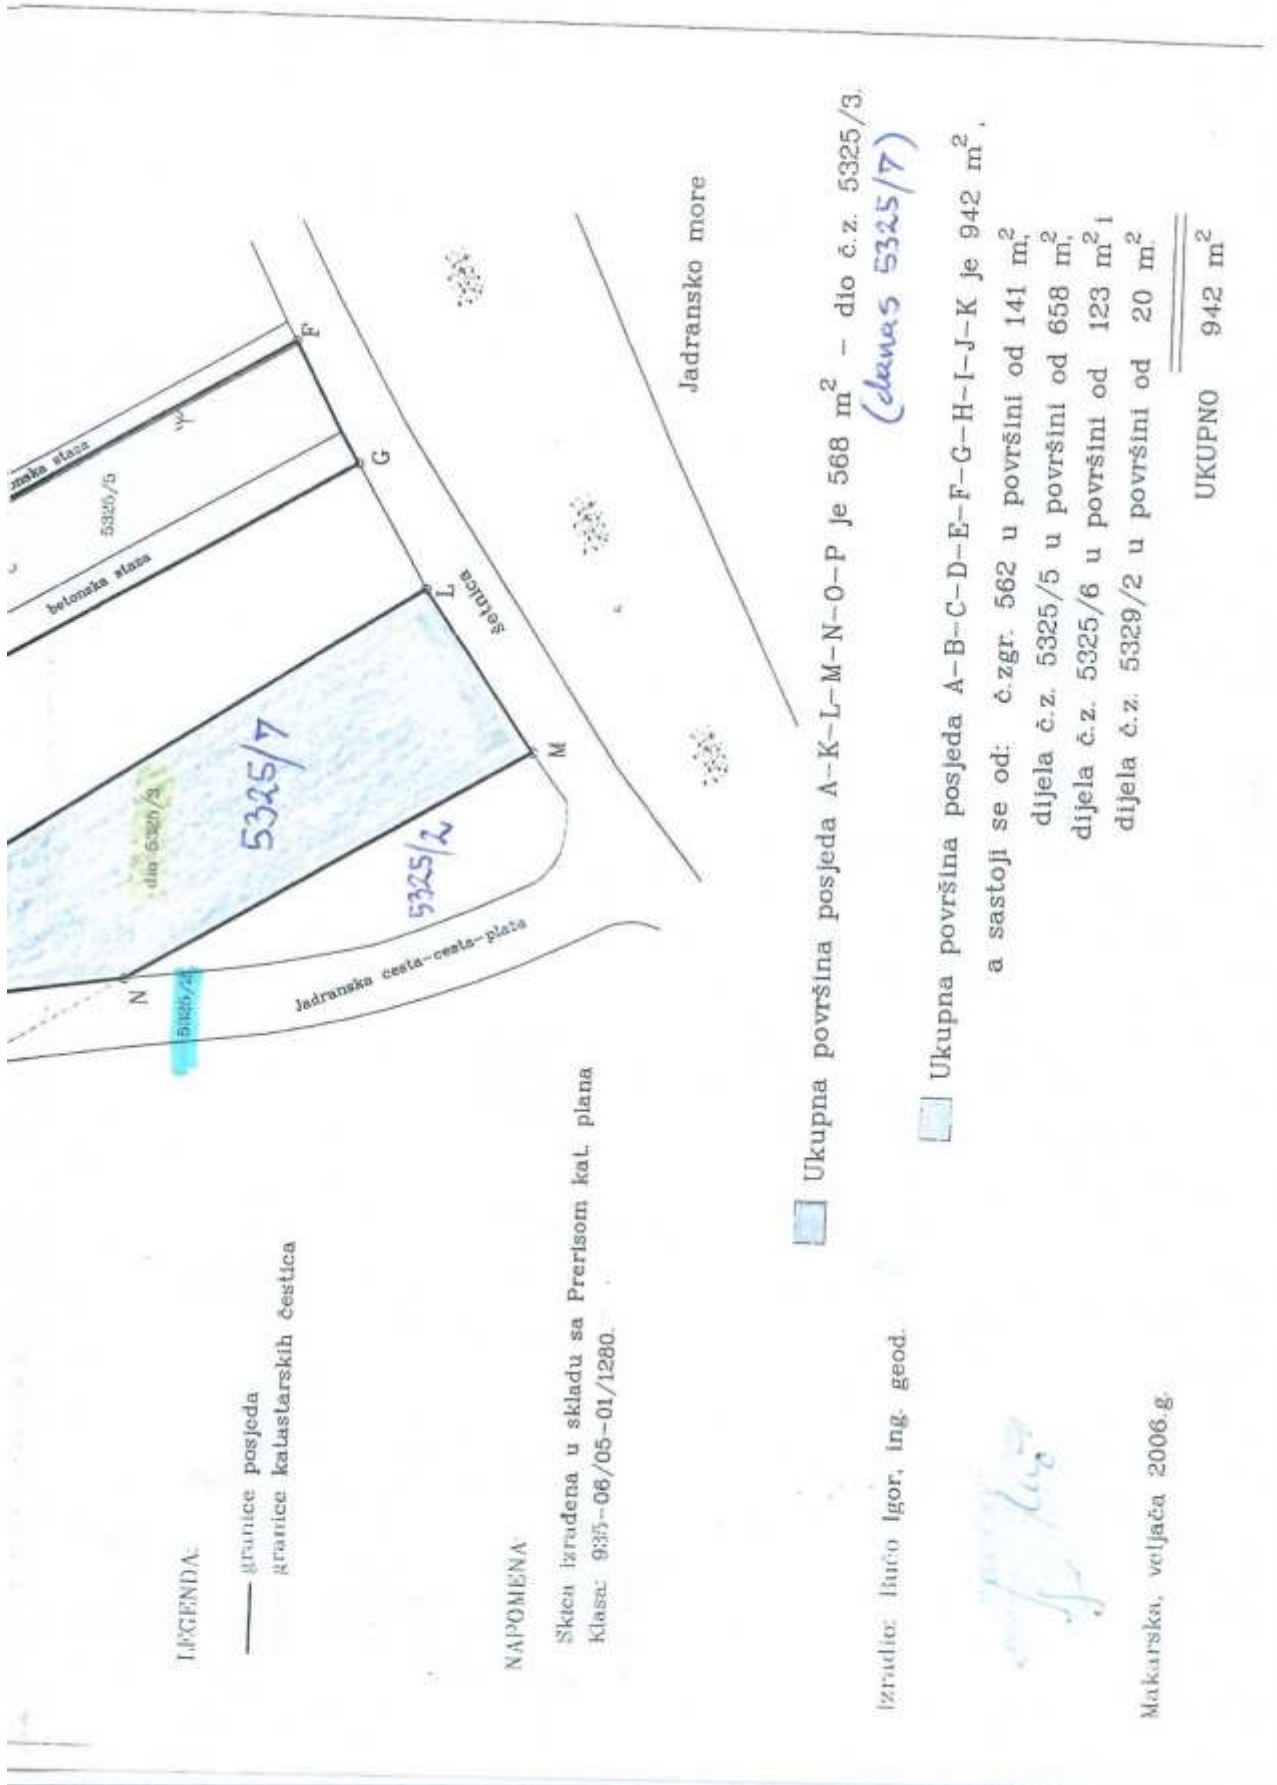 onska staza
5325/5
betonska staza
F
G
L
M
N
šetnica
Jadransko more
dio 5325/3
5325/7
5325/2
5325/2
Jadranska cesta-cesta-plaža
LEGENDA:
granice posjeda
granice katastarskih čestica
NAPOMENA:
Skica izrađena u skladu sa Prerisom kat. plana
Klasa: 935-06/05-01/1280.
Ukupna površina posjeda A-K-L-M-N-O-P je 568 m² - dio č.z. 5325/3.
(danas 5325/7)
Ukupna površina posjeda A-B-C-D-E-F-G-H-I-J-K je 942 m²,
a sastoji se od: č.zgr. 562 u površini od 141 m²,
dijela č.z. 5325/5 u površini od 658 m²,
dijela č.z. 5325/6 u površini od 123 m² i
dijela č.z. 5329/2 u površini od 20 m².
UKUPNO 942 m²
Izradio: Bučo Igor, ing. geod.
Makarska, veljača 2006.g.